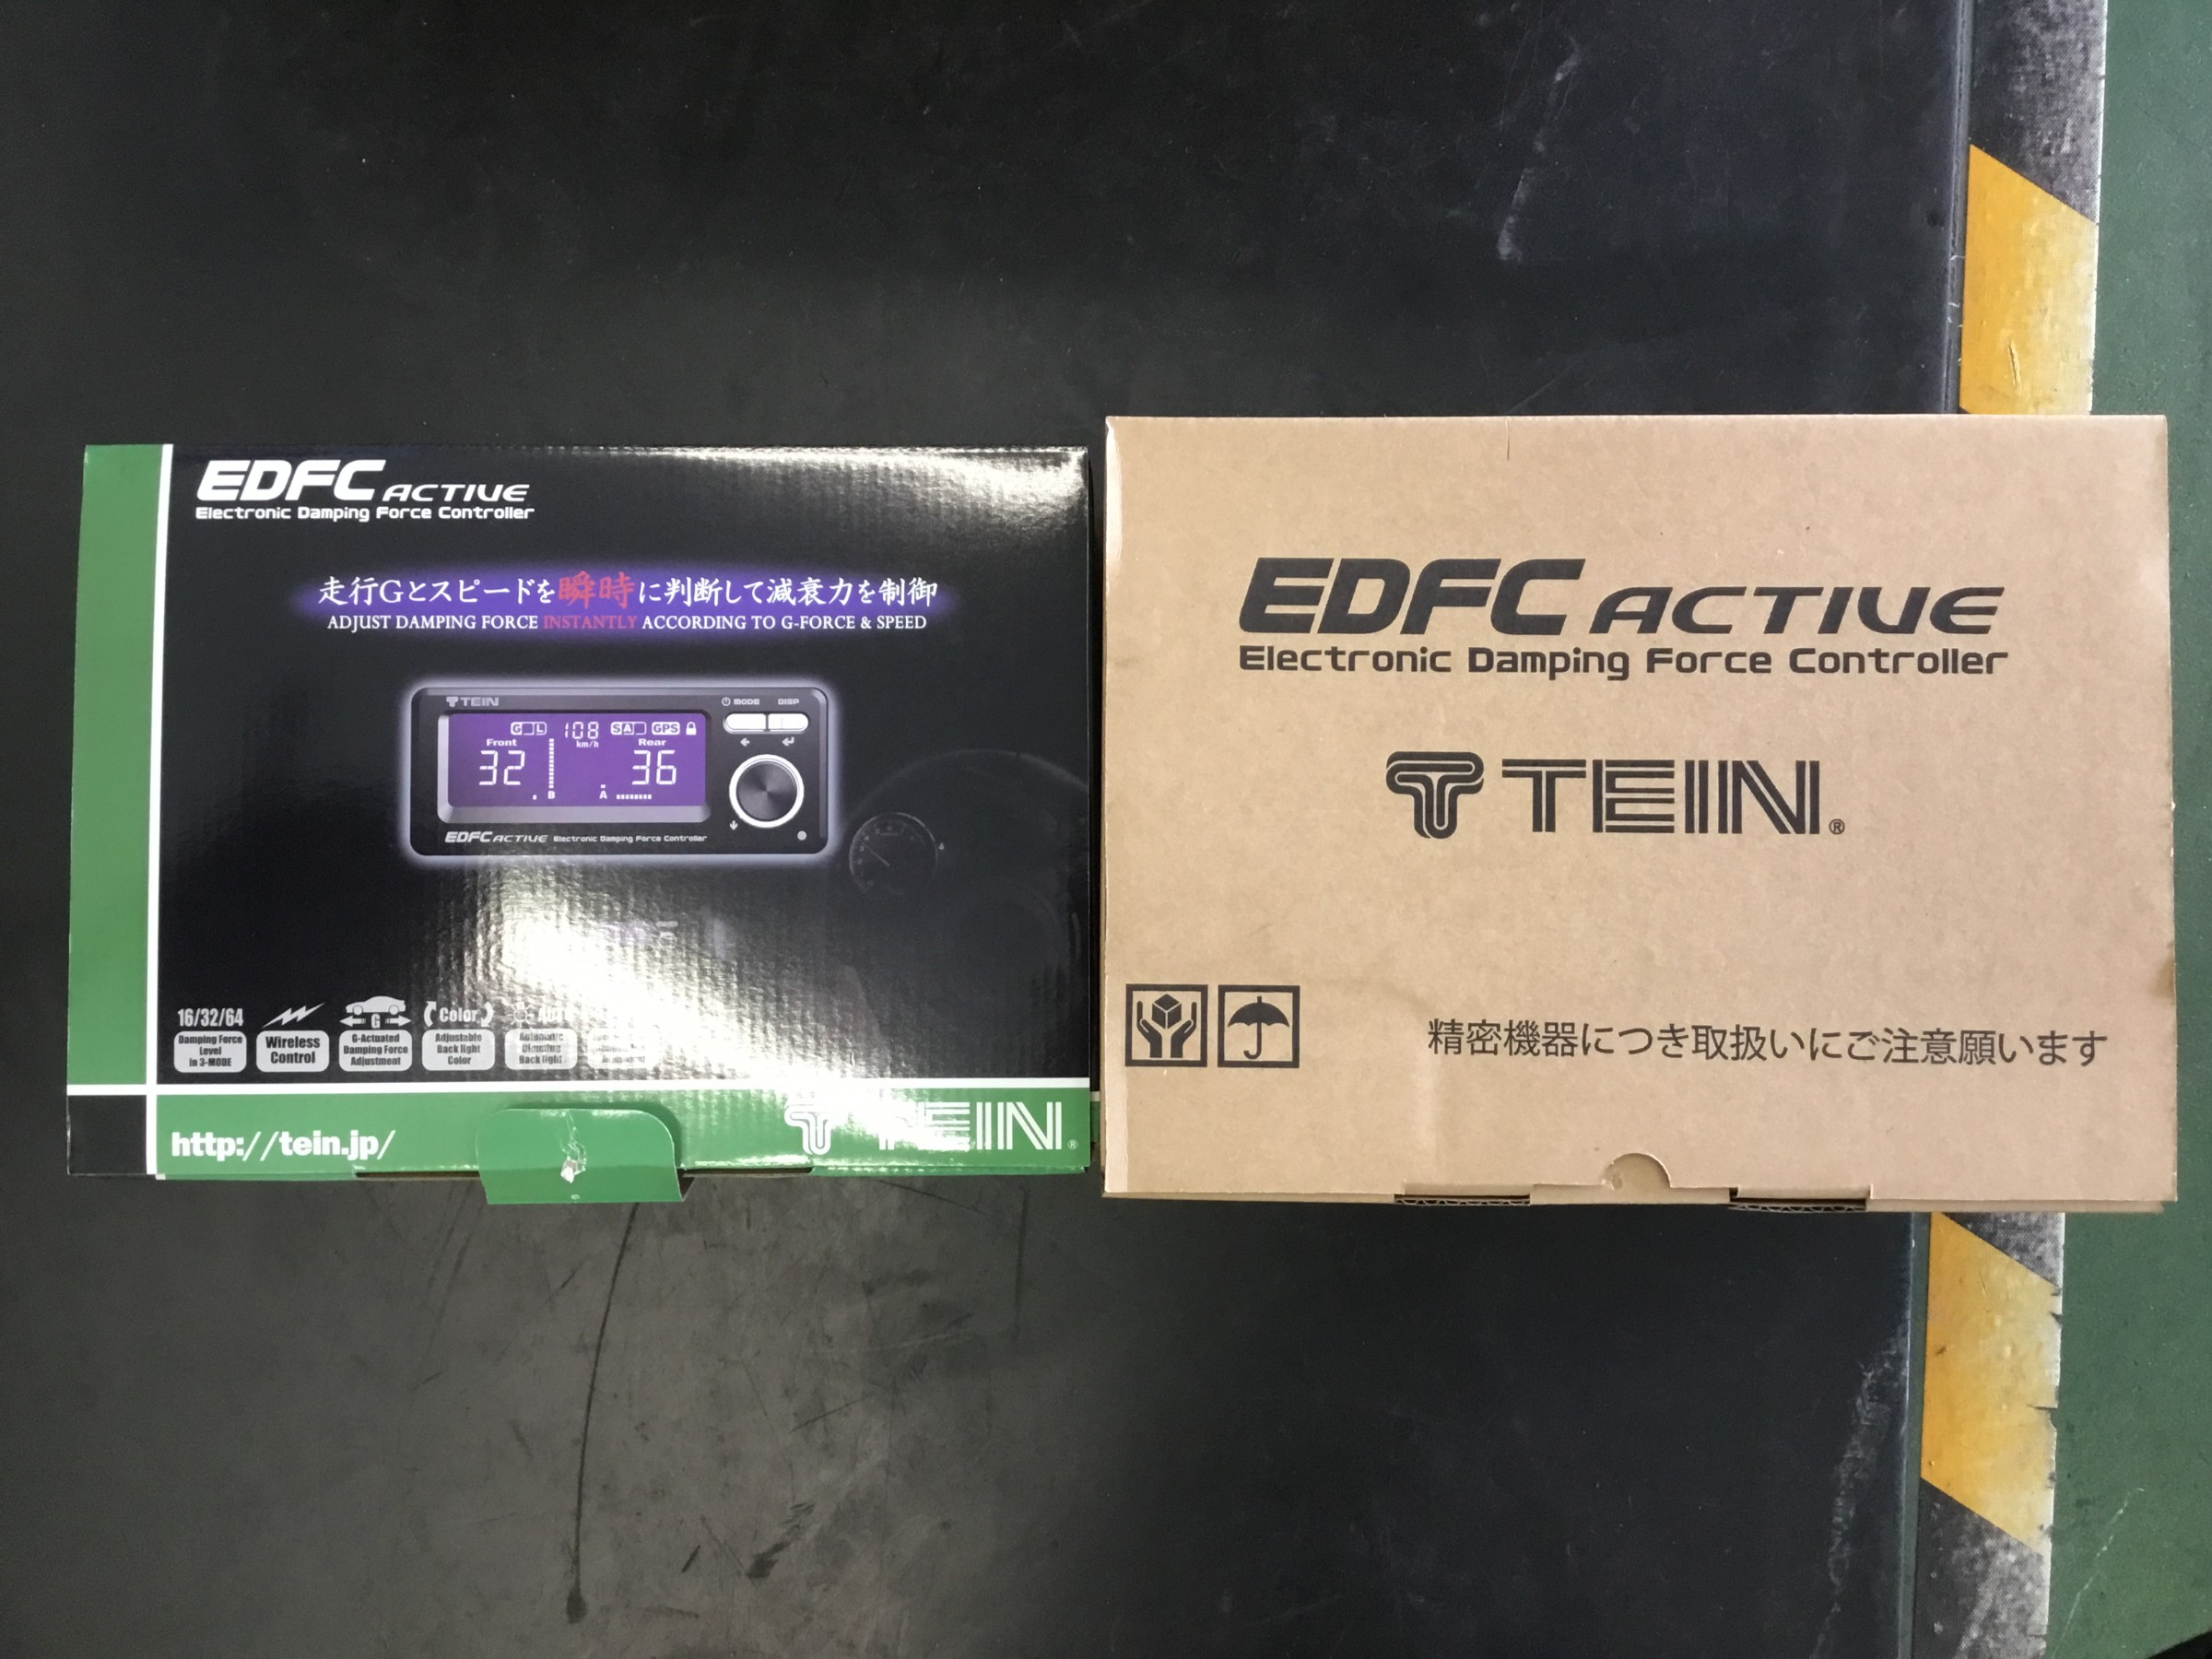 EDFC ACTIVE
Electronic Damping Force Controller
走行Gとスピードを瞬時に判断して減衰力を制御
ADJUST DAMPING FORCE INSTANTLY ACCORDING TO G-FORCE & SPEED
TEIN
MODE DISP
G L 108 km/h SA GPS
Front Rear
32 36
B A
EDFC ACTIVE Electronic Damping Force Controller
16/32/64
Damping Force
Level
in 3-MODE
Wireless
Control
G
G-Actuated
Damping Force
Adjustment
Color
Adjustable
Back light
Color
Automatic
Dimming
Back light
http://tein.jp/
TEIN®
EDFC ACTIVE
Electronic Damping Force Controller
TEIN®
精密機器につき取扱いにご注意願います